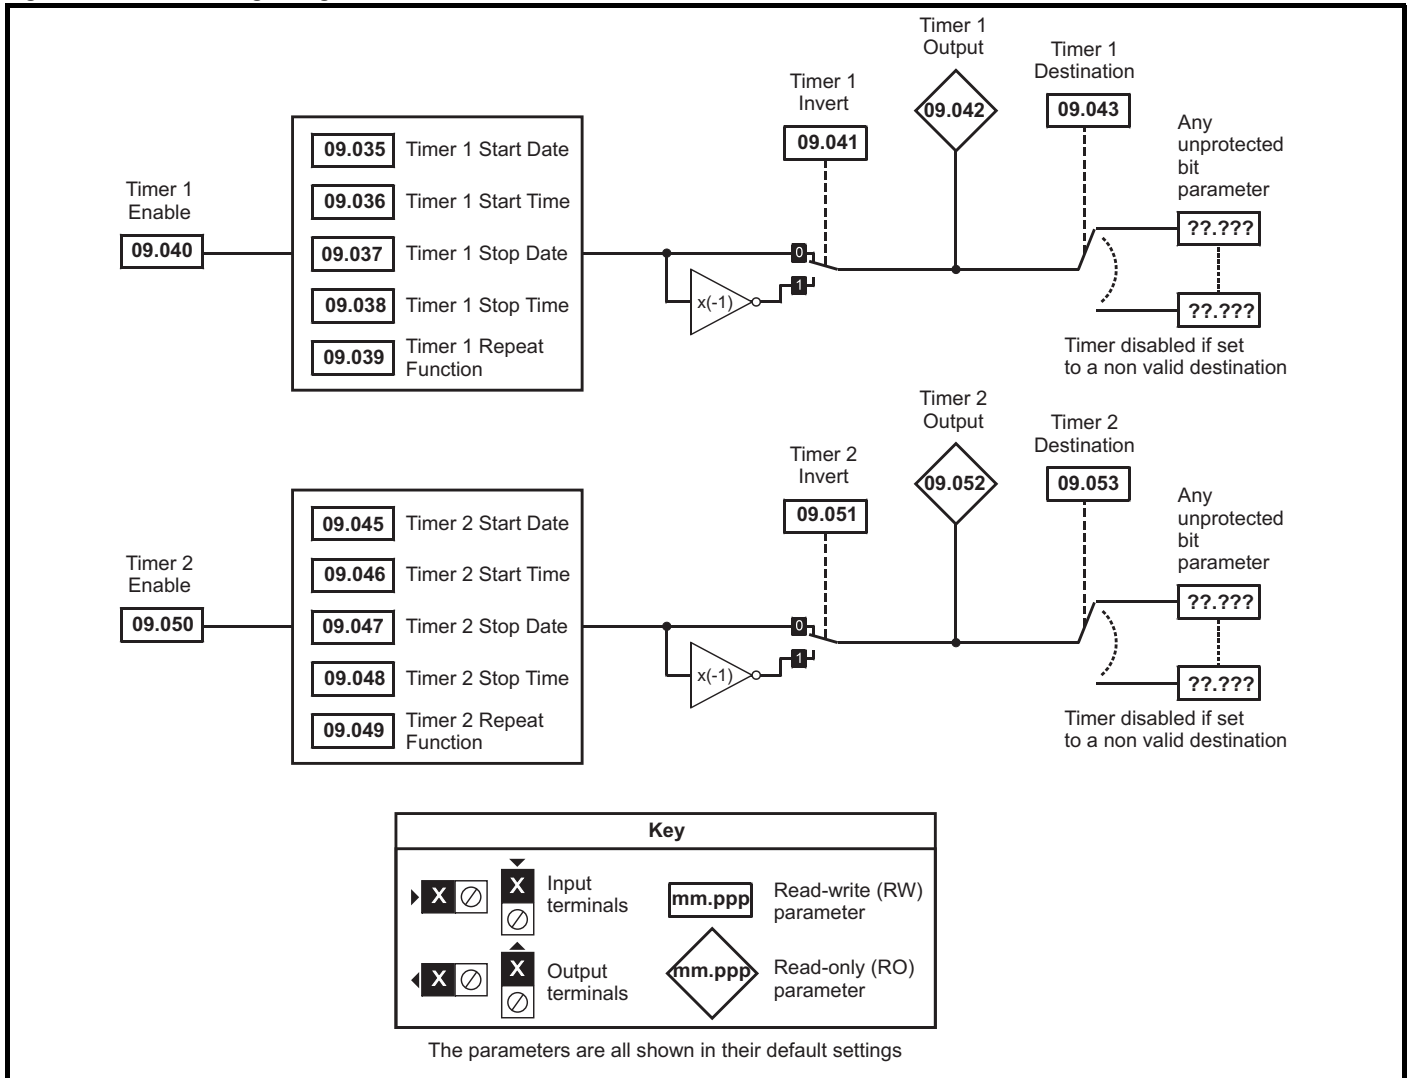 Timer 1
Output
Timer 1
Destination
Timer 1
Invert
09.042
09.043
09.041
Any
unprotected
bit
parameter
Timer 1
Enable
09.040
09.035 Timer 1 Start Date
09.036 Timer 1 Start Time
09.037 Timer 1 Stop Date
09.038 Timer 1 Stop Time
09.039 Timer 1 Repeat
Function
0
1
x(-1)
??.???
??.???
Timer disabled if set
to a non valid destination
Timer 2
Output
Timer 2
Destination
Timer 2
Invert
09.052
09.053
09.051
Any
unprotected
bit
parameter
Timer 2
Enable
09.050
09.045 Timer 2 Start Date
09.046 Timer 2 Start Time
09.047 Timer 2 Stop Date
09.048 Timer 2 Stop Time
09.049 Timer 2 Repeat
Function
0
1
x(-1)
??.???
??.???
Timer disabled if set
to a non valid destination
Key
X X Input
terminals
mm.ppp Read-write (RW)
parameter
X X Output
terminals
mm.ppp Read-only (RO)
parameter
The parameters are all shown in their default settings